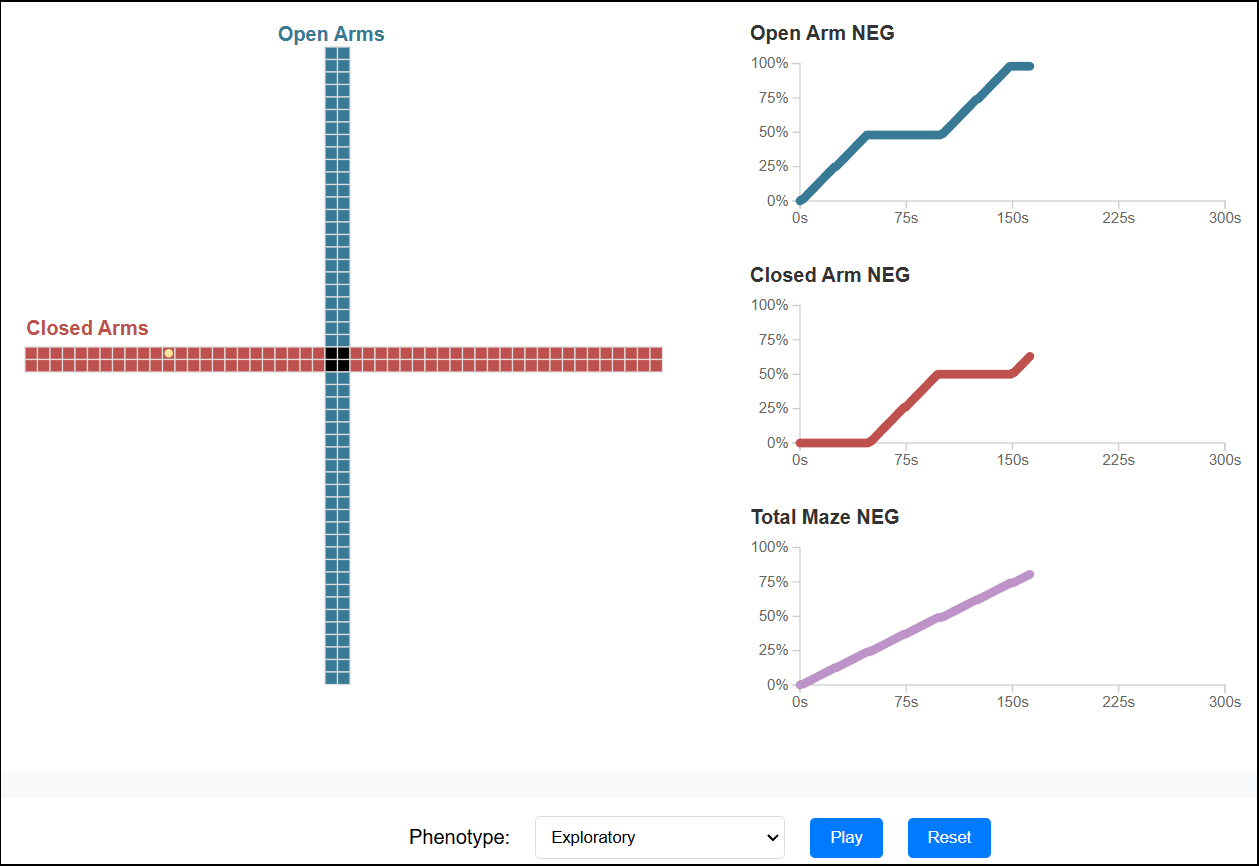 Open Arms
Closed Arms
Open Arm NEG
100%
75%
50%
25%
0%
0s 75s 150s 225s 300s
Closed Arm NEG
100%
75%
50%
25%
0%
0s 75s 150s 225s 300s
Total Maze NEG
100%
75%
50%
25%
0%
0s 75s 150s 225s 300s
Phenotype: Exploratory Play Reset